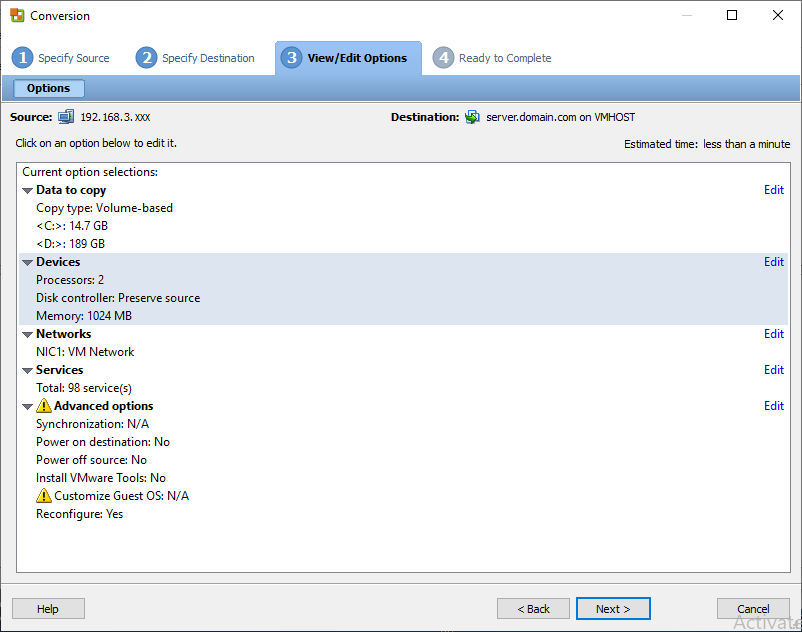 Conversion
1 Specify Source 2 Specify Destination 3 View/Edit Options 4 Ready to Complete
Options
Source: 192.168.3.xxx Destination: server.domain.com on VMHOST
Click on an option below to edit it. Estimated time: less than a minute
Current option selections:
Data to copy Edit
Copy type: Volume-based
<C:>: 14.7 GB
<D:>: 189 GB
Devices Edit
Processors: 2
Disk controller: Preserve source
Memory: 1024 MB
Networks Edit
NIC1: VM Network
Services Edit
Total: 98 service(s)
Advanced options Edit
Synchronization: N/A
Power on destination: No
Power off source: No
Install VMware Tools: No
Customize Guest OS: N/A
Reconfigure: Yes
Help < Back Next > Cancel
Activate